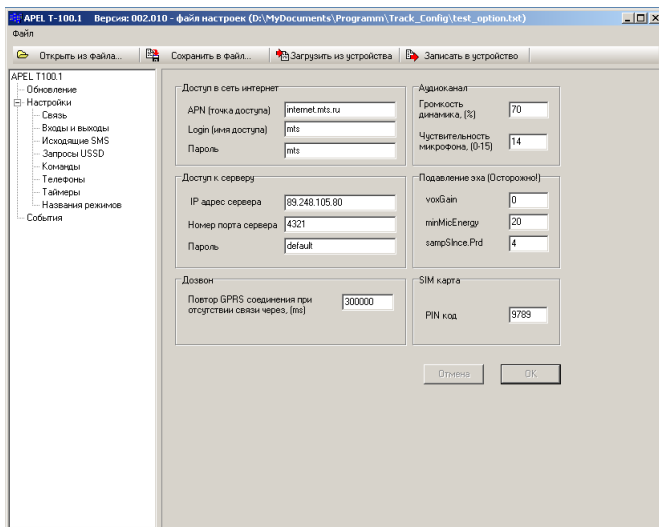 APEL T-100.1 Версия: 002.010 - файл настроек (D:\MyDocuments\Programm\Track_Config\test_option.txt)
Файл
Открыть из файла... Сохранить в файл... Загрузить из устройства Записать в устройство
APEL T100.1
Обновление
Настройки
Связь
Входы и выходы
Исходящие SMS
Запросы USSD
Команды
Телефоны
Таймеры
Названия режимов
События
Доступ в сеть интернет
APN (точка доступа) internet.mts.ru
Login (имя доступа) mts
Пароль mts
Доступ к серверу
IP адрес сервера 89.248.105.80
Номер порта сервера 4321
Пароль default
Дозвон
Повтор GPRS соединения при
отсутствии связи через, (ms) 300000
Аудиоканал
Громкость
динамика, (%) 70
Чуствительность
микрофона, (0-15) 14
Подавление эха (Осторожно!)
voxGain 0
minMicEnergy 20
sampSlnce.Prd 4
SIM карта
PIN код 9789
Отмена OK